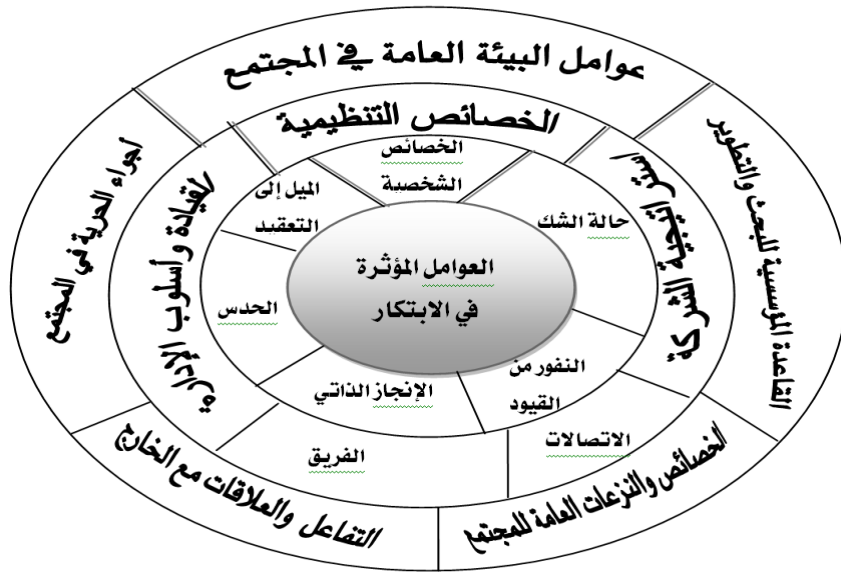 عوامل البيئة العامة في المجتمع
الخصائص التنظيمية
الخصائص
الشخصية
الميل إلى
التعقيد
حالة الشك
أجواء الحرية في المجتمع
القيادة وأسلوب الإدارة
الشركة
القاعدة المؤسسية للبحث والتطوير
العوامل المؤثرة
في الابتكار
الحدس
النفور من
القيود
الإنجاز الذاتي
الاتصالات
الفريق
الخصائص والنزعات العامة للمجتمع
التفاعل والعلاقات مع الخارج